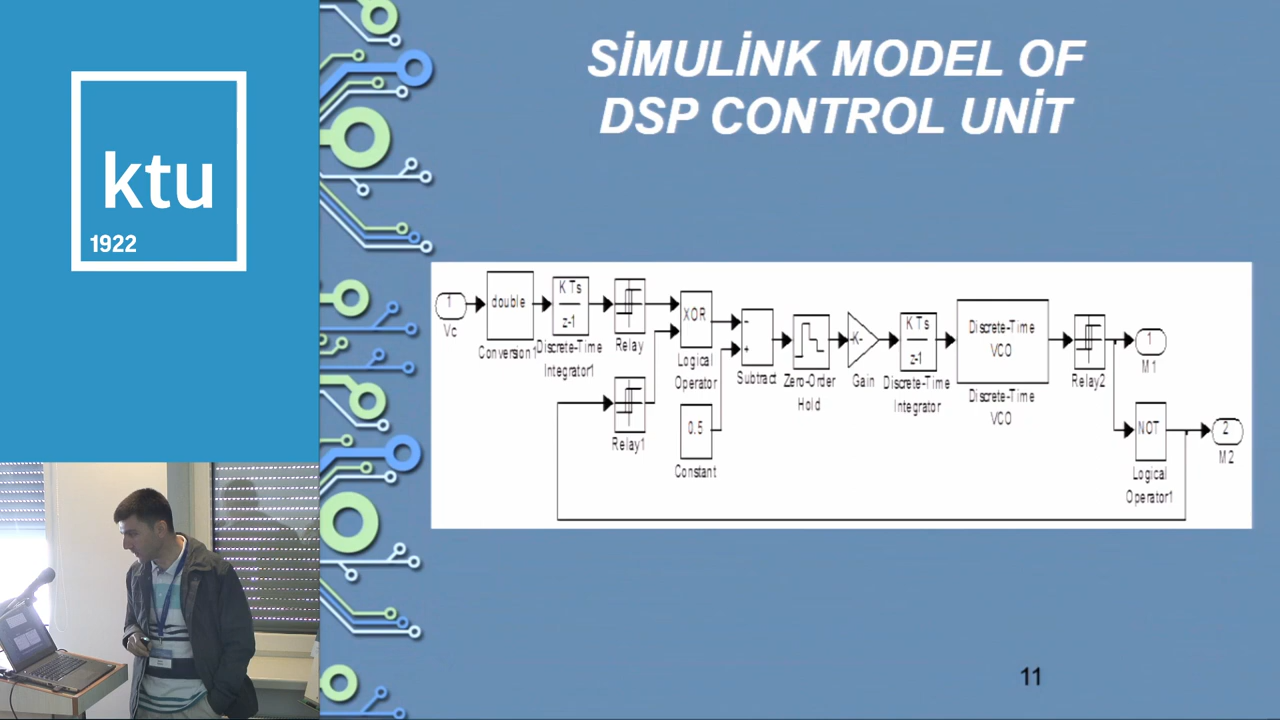 ktu
1922
SİMULİNK MODEL OF
DSP CONTROL UNİT
1
Vc
double
Conversion1
K Ts
z-1
Discrete-Time
Integrator1
Relay
Relay1
XOR
Logical
Operator
0.5
Constant
-
+
Subtract
Zero-Order
Hold
-K-
Gain
K Ts
z-1
Discrete-Time
Integrator
Discrete-Time
VCO
Discrete-Time
VCO
Relay2
1
M1
NOT
Logical
Operator1
2
M2
11